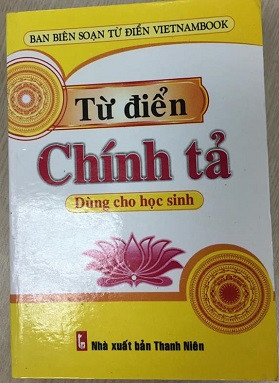 BAN BIÊN SOẠN TỪ ĐIỂN VIETNAMBOOK
Từ điển
Chính tả
Dùng cho học sinh
Nhà xuất bản Thanh Niên